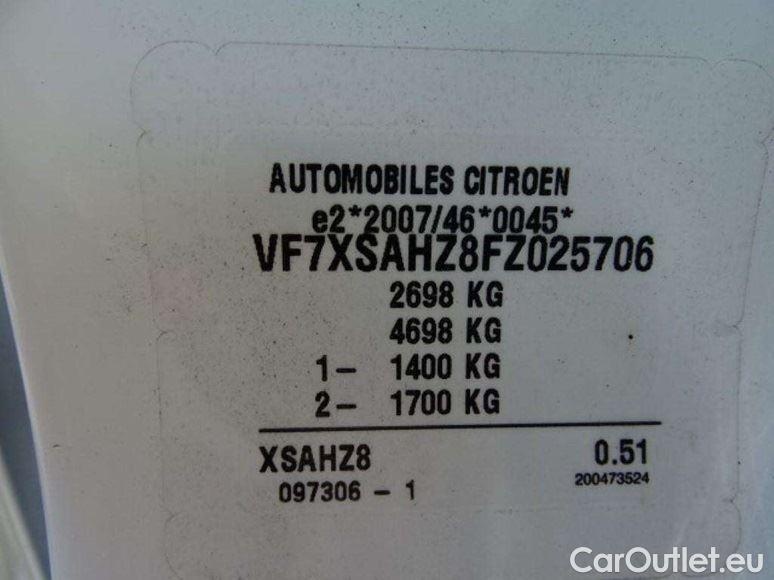 AUTOMOBILES CITROEN
e2*2007/46*0045*
VF7XSAHZ8FZ025706
2698 KG
4698 KG
1- 1400 KG
2- 1700 KG
XSAHZ8 0.51
097306 - 1 200473524
CarOutlet.eu